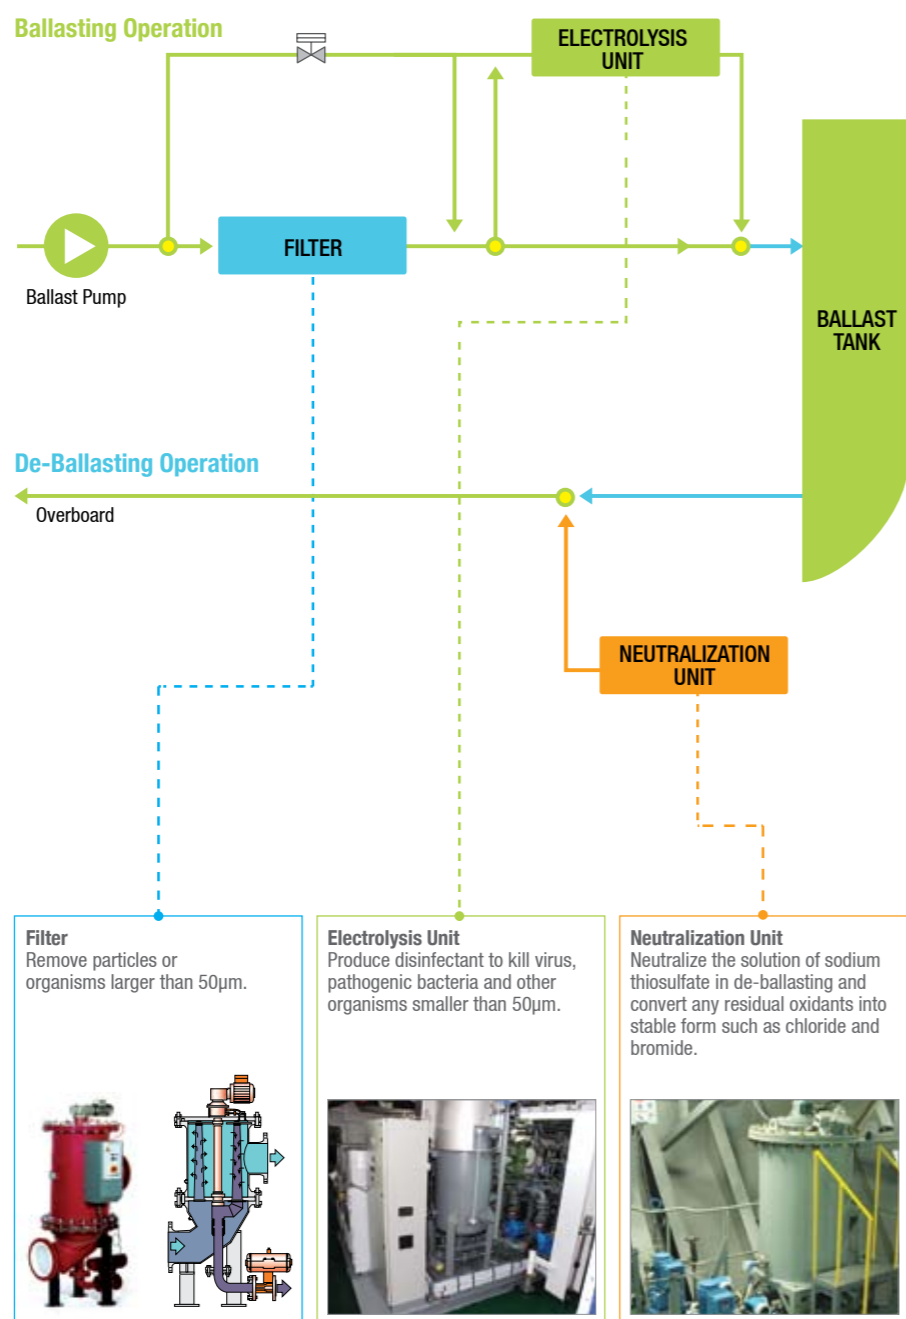 Ballasting Operation
ELECTROLYSIS
UNIT
FILTER
Ballast Pump
BALLAST
TANK
De-Ballasting Operation
Overboard
NEUTRALIZATION
UNIT
Filter
Remove particles or
organisms larger than 50μm.
Electrolysis Unit
Produce disinfectant to kill virus,
pathogenic bacteria and other
organisms smaller than 50μm.
Neutralization Unit
Neutralize the solution of sodium
thiosulfate in de-ballasting and
convert any residual oxidants into
stable form such as chloride and
bromide.